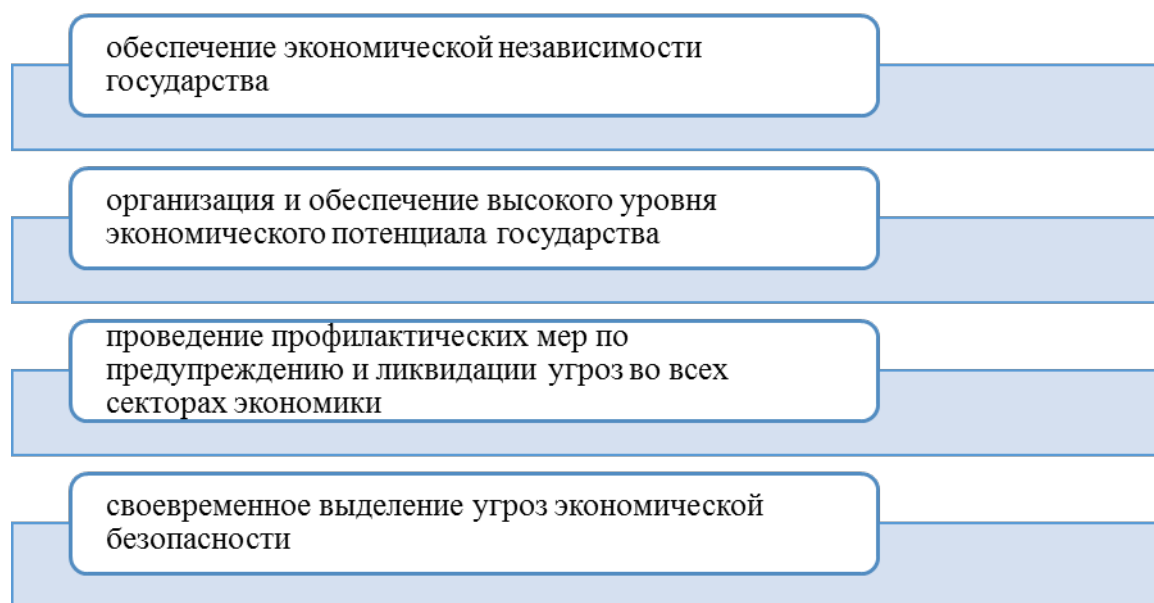 обеспечение экономической независимости
государства
организация и обеспечение высокого уровня
экономического потенциала государства
проведение профилактических мер по
предупреждению и ликвидации угроз во всех
секторах экономики
своевременное выделение угроз экономической
безопасности